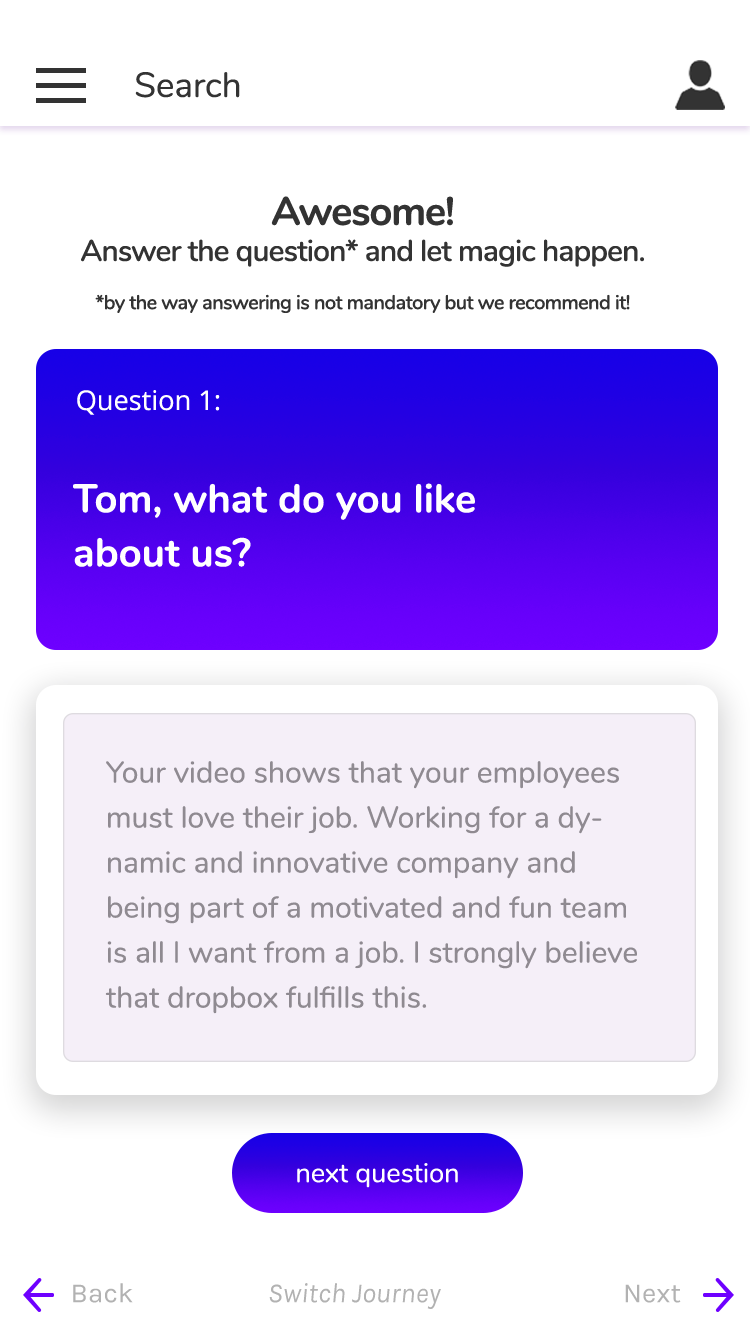 Search
Awesome!
Answer the question* and let magic happen.
*by the way answering is not mandatory but we recommend it!
Question 1:
Tom, what do you like
about us?
Your video shows that your employees
must love their job. Working for a dy-
namic and innovative company and
being part of a motivated and fun team
is all I want from a job. I strongly believe
that dropbox fulfills this.
next question
Back Switch Journey Next